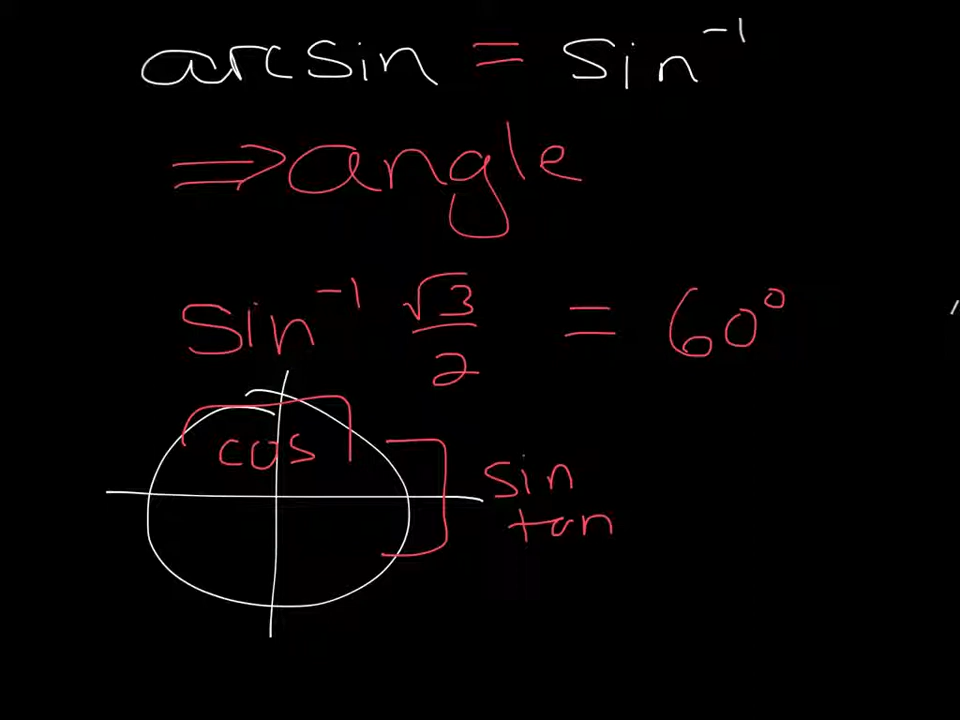 arcsin = sin⁻¹
⇒ angle
sin⁻¹ √3/2 = 60°
cos
sin
tan